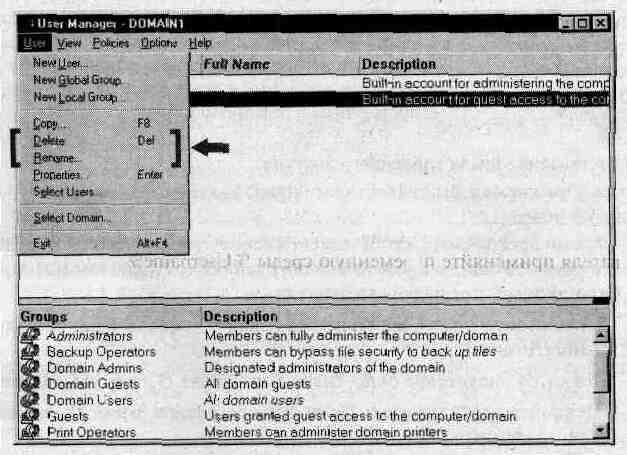 User Manager - DOMAIN1
User View Policies Options Help
New User...
New Global Group...
New Local Group...
Copy... F8
Delete Del
Rename...
Properties... Enter
Select Users...
Select Domain...
Exit Alt+F4
Full Name Description
Built-in account for administering the comp
Built-in account for guest access to the con
Groups Description
Administrators Members can fully administer the computer/domain
Backup Operators Members can bypass file security to back up files
Domain Admins Designated administrators of the domain
Domain Guests All domain guests
Domain Users All domain users
Guests Users granted guest access to the computer/domain
Print Operators Members can administer domain printers